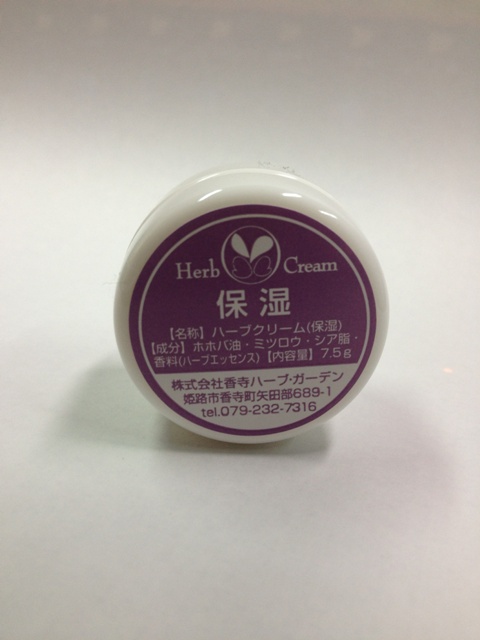 Herb Cream
保湿
【名称】ハーブクリーム(保湿)
【成分】ホホバ油・ミツロウ・シア脂・
香料(ハーブエッセンス)【内容量】7.5g
株式会社香寺ハーブ・ガーデン
姫路市香寺町矢田部689-1
tel.079-232-7316